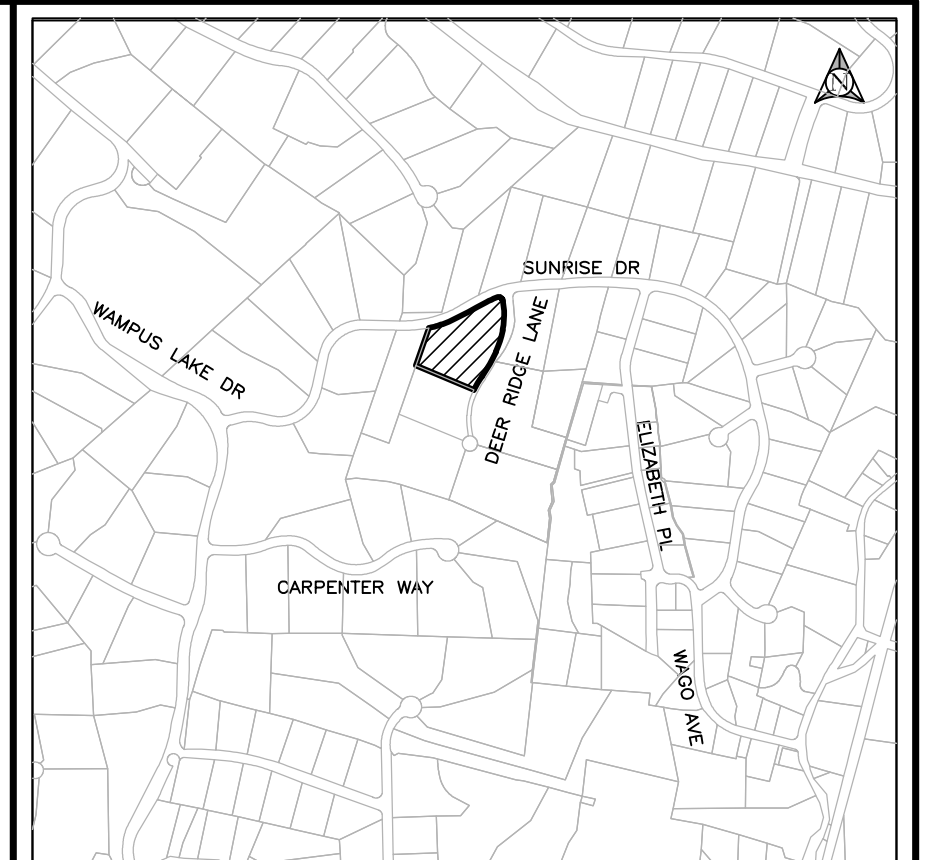 N
SUNRISE DR
WAMPUS LAKE DR
DEER RIDGE LANE
ELIZABETH PL
CARPENTER WAY
WAGO AVE